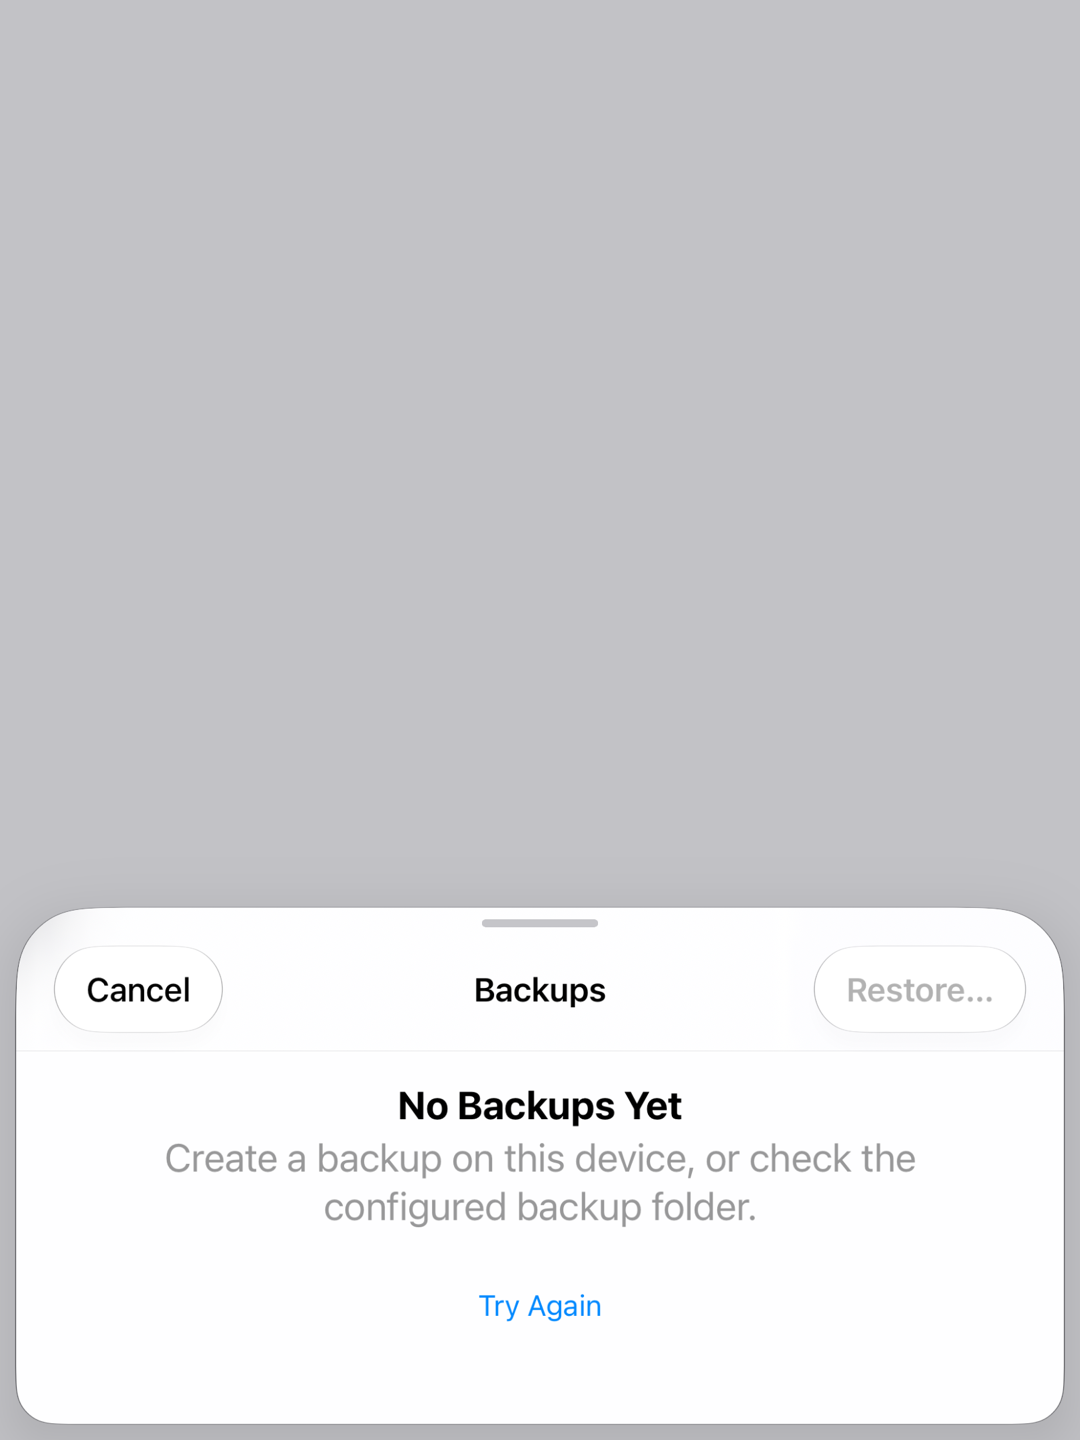 Cancel
Backups
Restore...
No Backups Yet
Create a backup on this device, or check the
configured backup folder.
Try Again